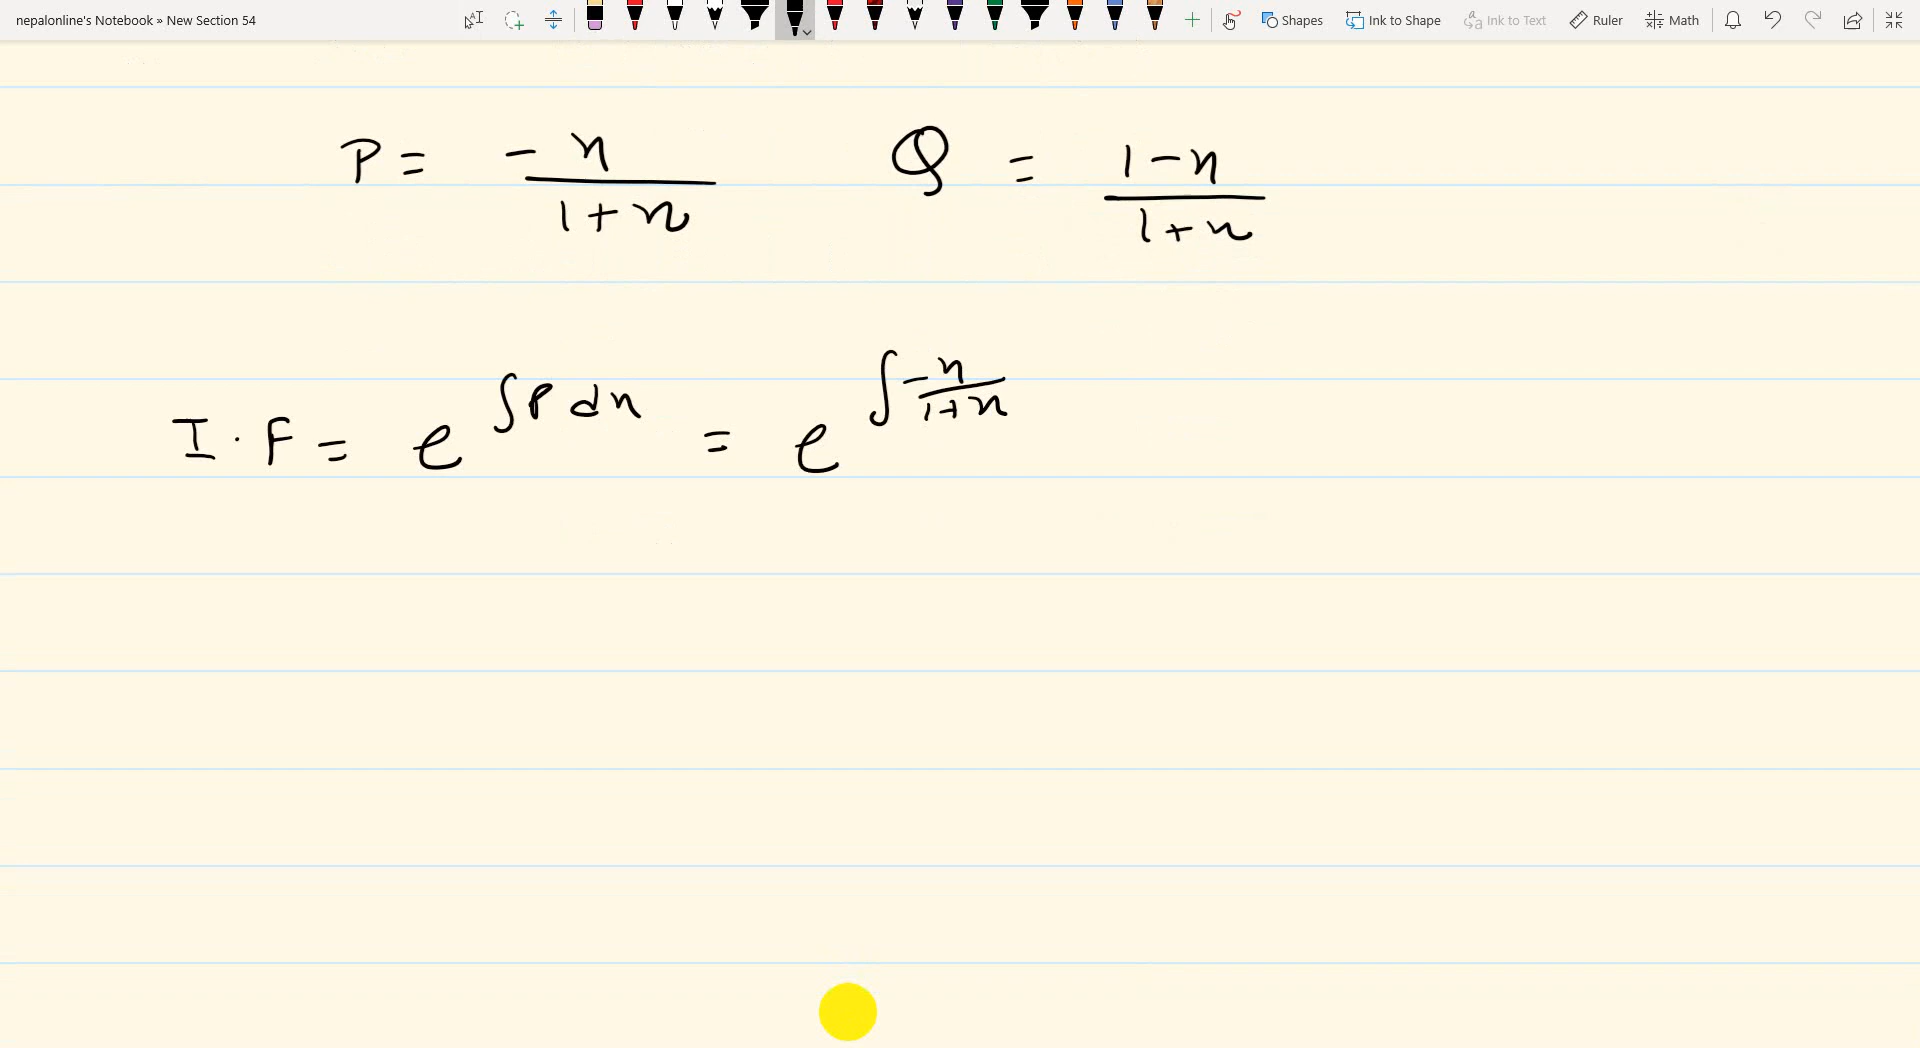 nepalonline's Notebook » New Section 54 Shapes Ink to Shape Ink to Text Ruler Math
P = -x/(1+x) Q = (1-x)/(1+x)
I.F = e^(∫P dx) = e^(∫-x/(1+x))